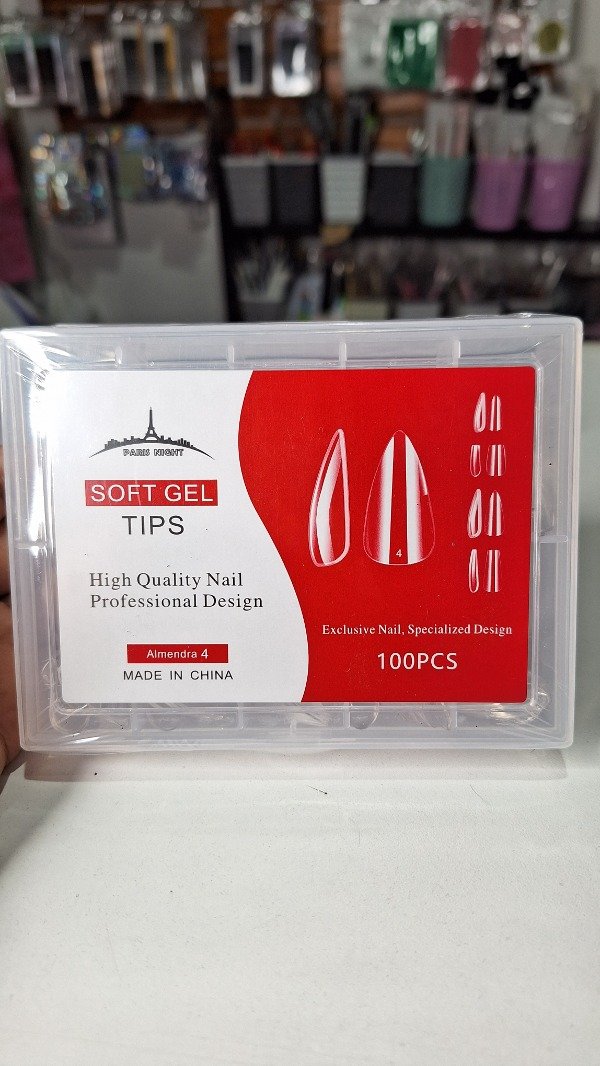 PARIS NIGHT
SOFT GEL
TIPS
High Quality Nail
Professional Design
Almendra 4
MADE IN CHINA
4
Exclusive Nail, Specialized Design
100PCS